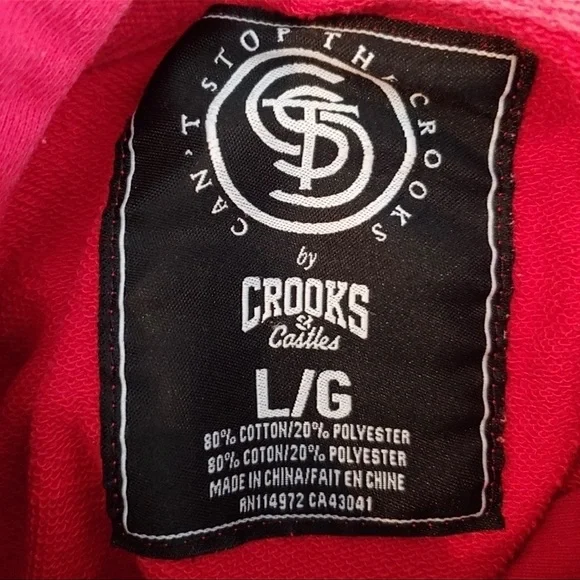 CAN'T STOP THE CROOKS
by
CROOKS
&
Castles
L/G
80% COTTON/20% POLYESTER
80% COTON/20% POLYESTER
MADE IN CHINA/FAIT EN CHINE
RN114972 CA43041